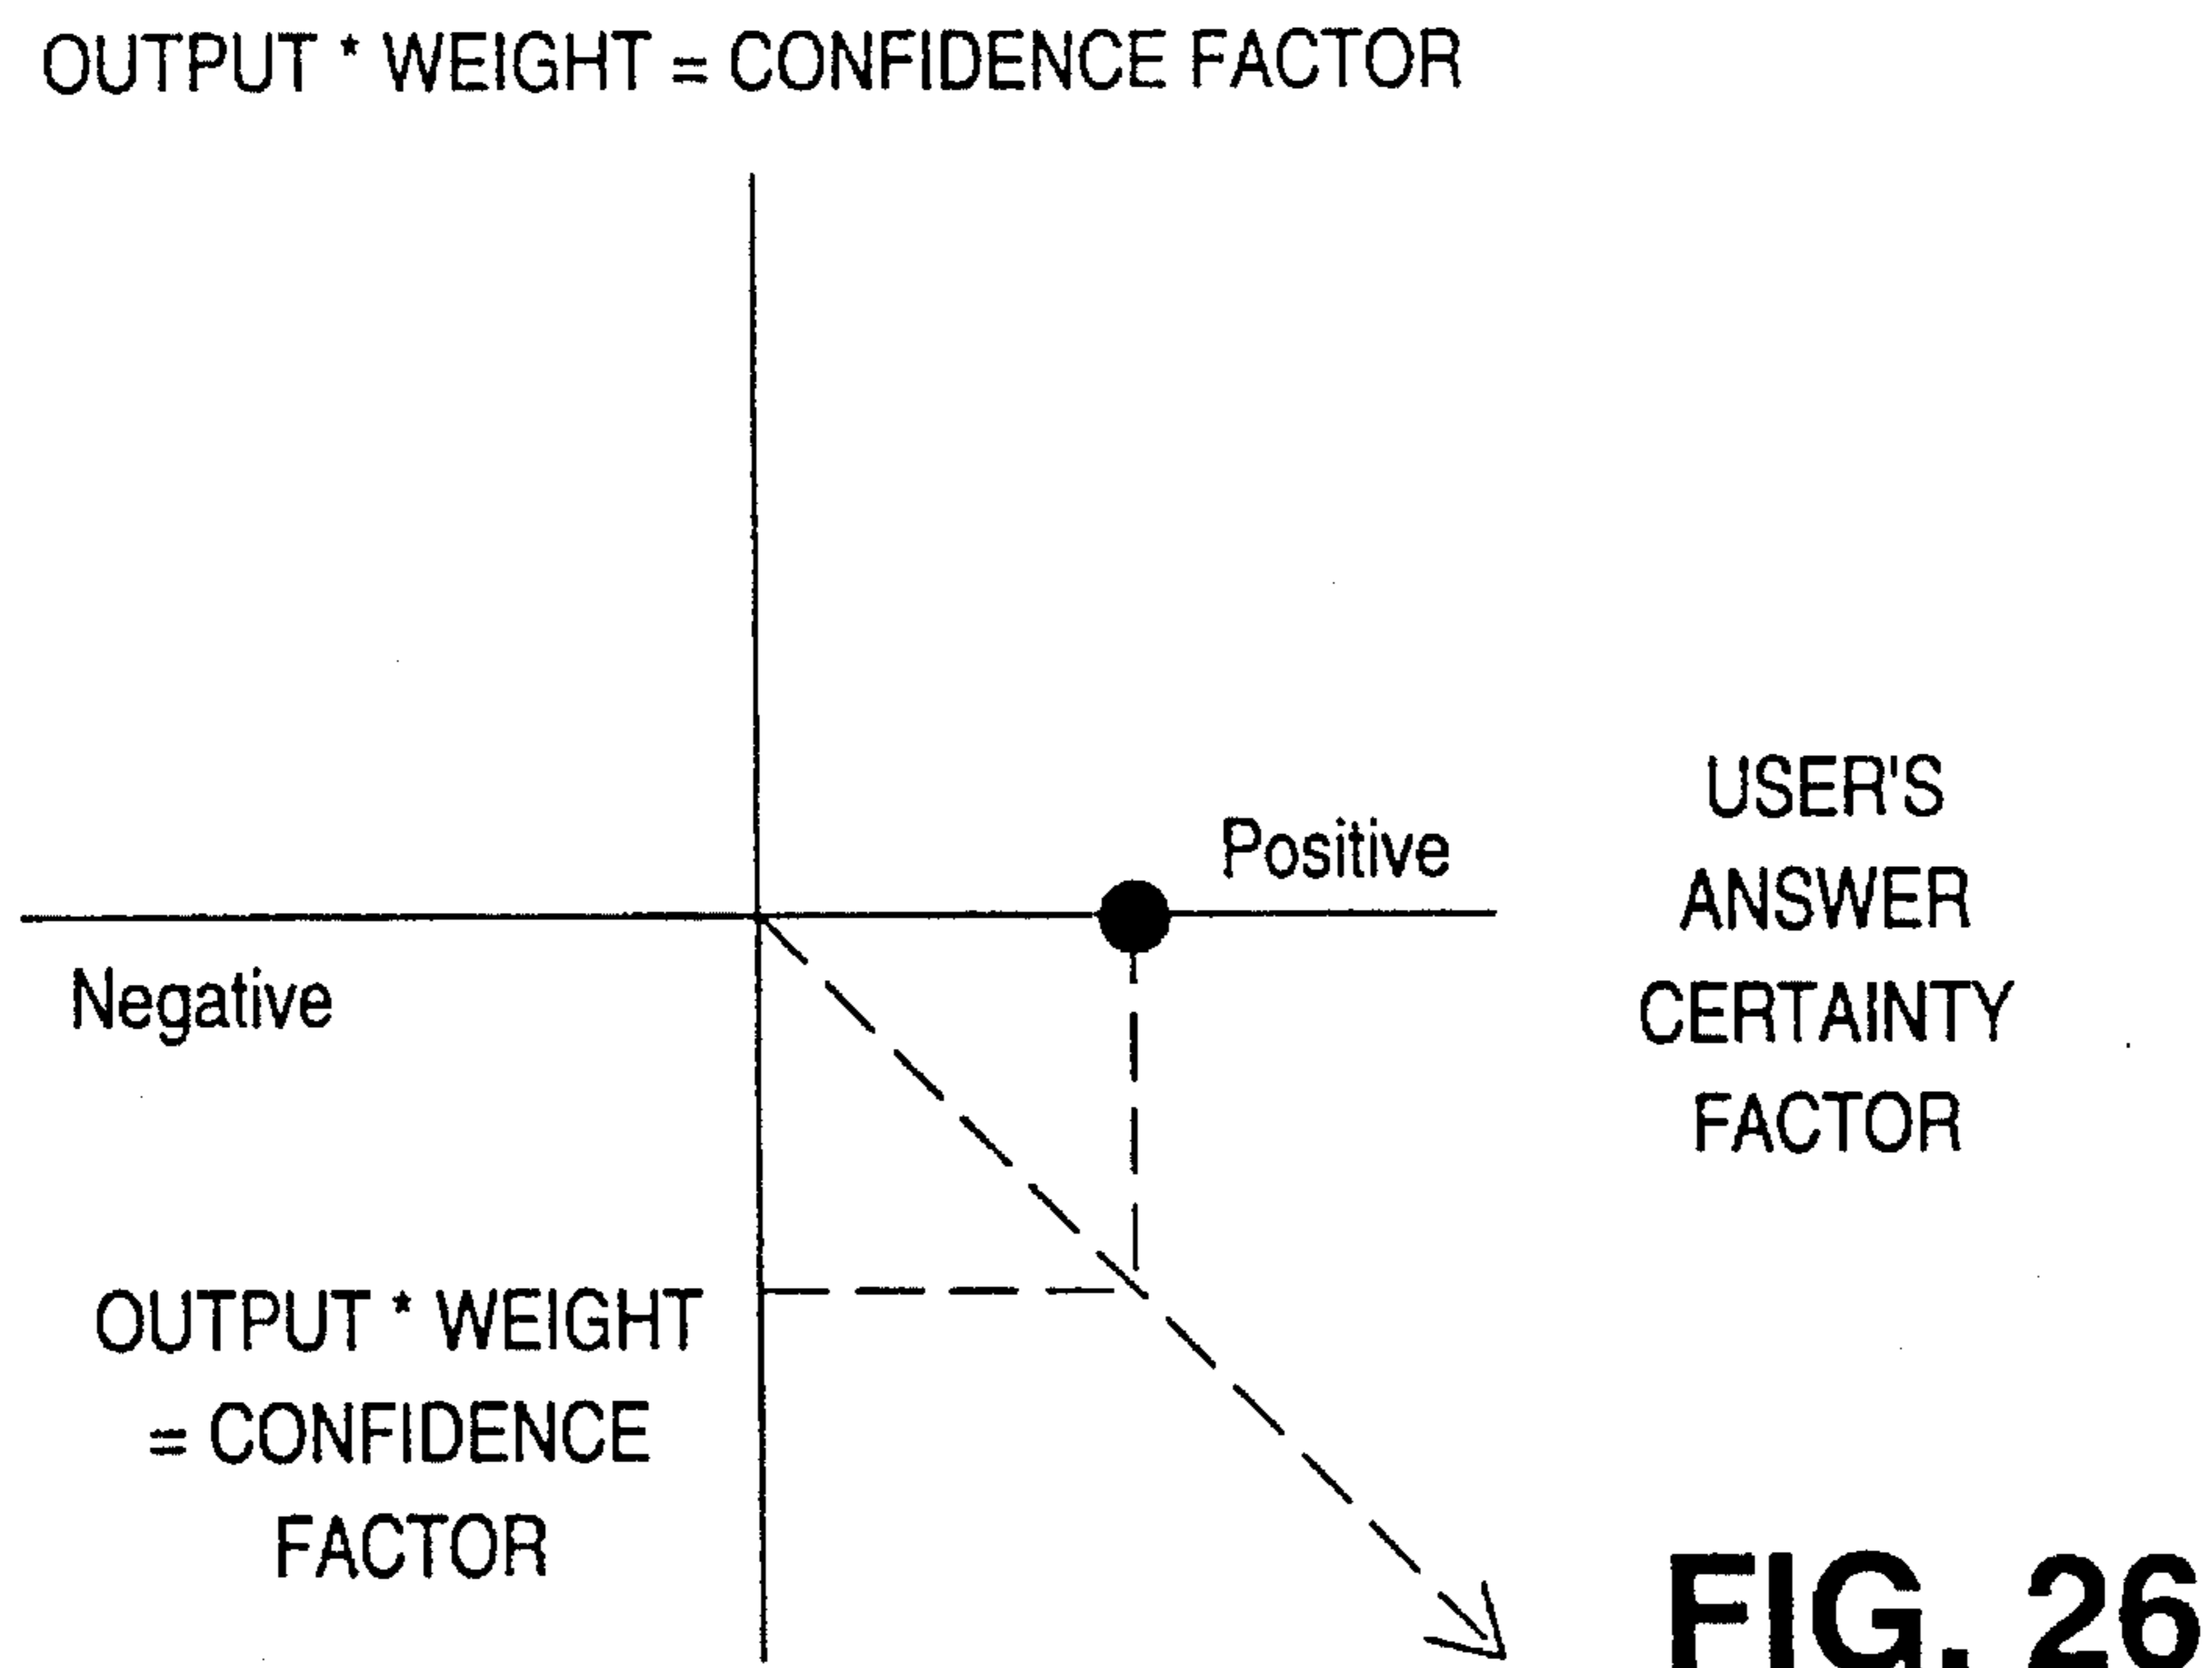 OUTPUT * WEIGHT = CONFIDENCE FACTOR
Positive
Negative
USER'S
ANSWER
CERTAINTY
FACTOR
OUTPUT * WEIGHT
= CONFIDENCE
FACTOR
FIG. 26